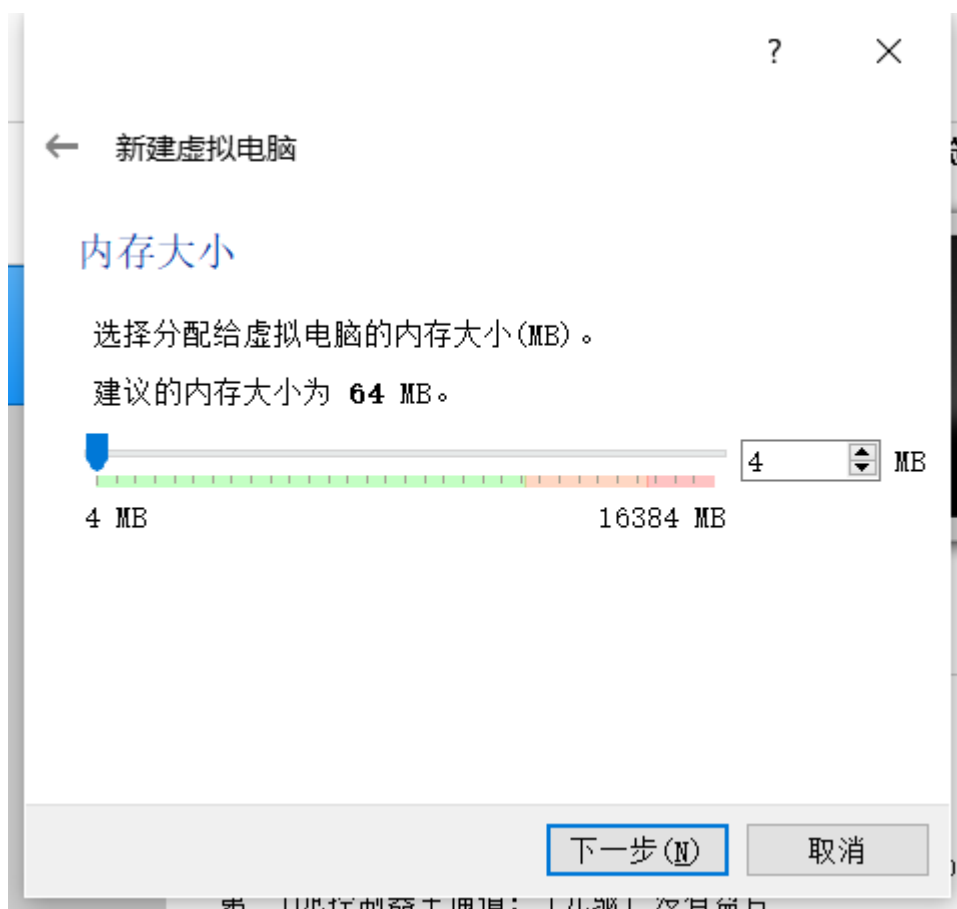 ?
新建虚拟电脑
内存大小
选择分配给虚拟电脑的内存大小(MB)。
建议的内存大小为 64 MB。
4 MB
4 MB 16384 MB
下一步(N) 取消